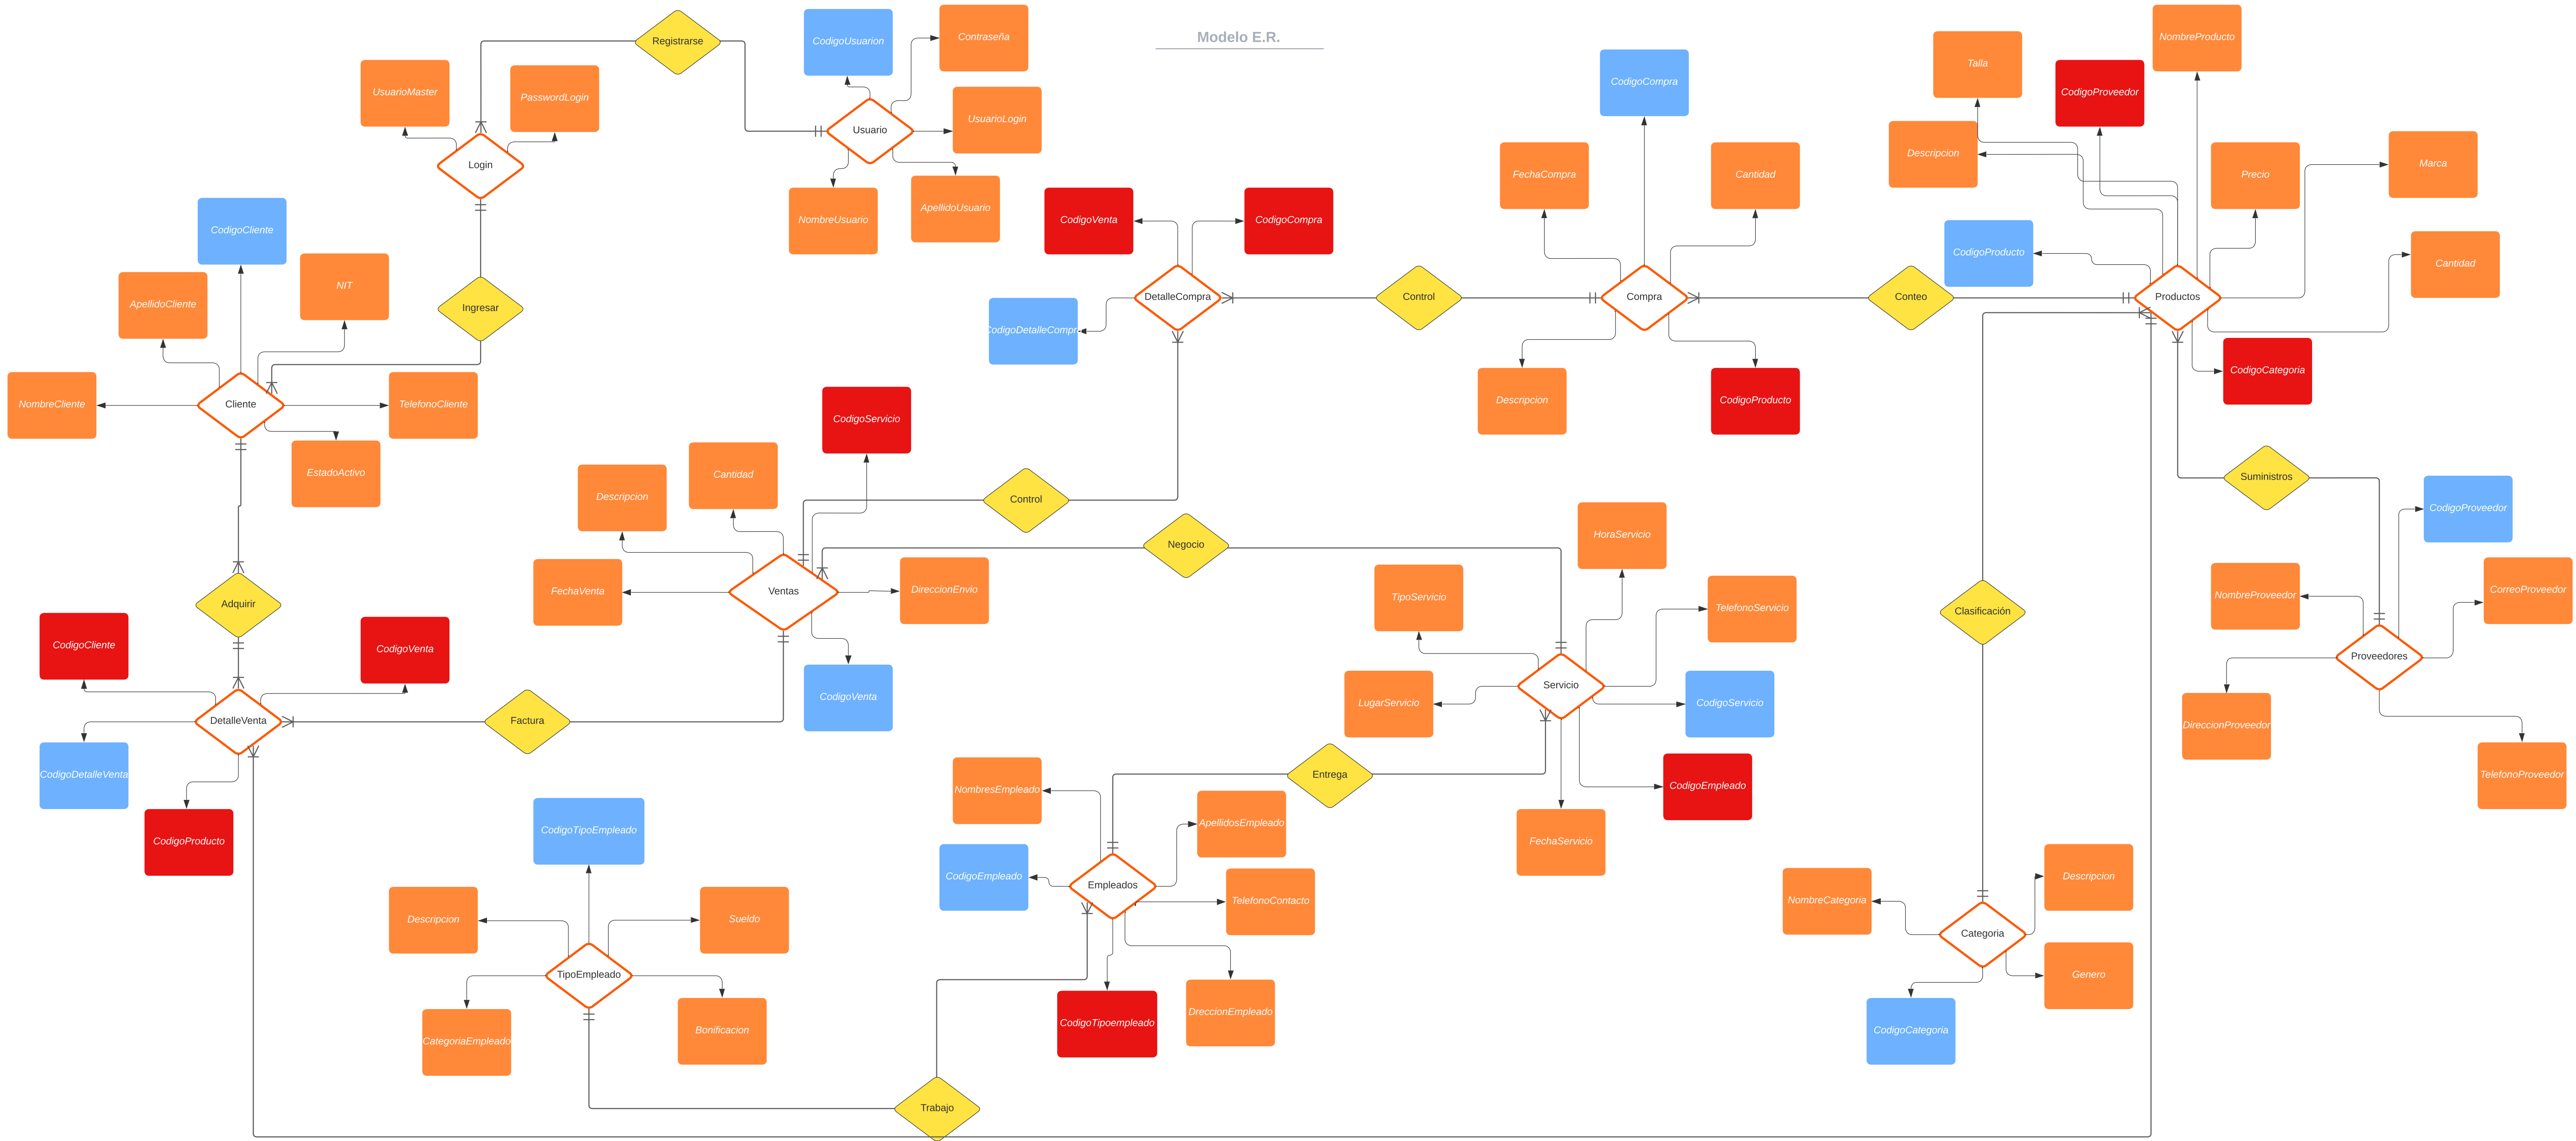 Modelo E.R.
Registrarse
CodigoUsuarion
Contraseña
UsuarioMaster
PasswordLogin
UsuarioLogin
Usuario
Login
NombreUsuario
ApellidoUsuario
CodigoCliente
ApellidoCliente
NIT
Ingresar
NombreCliente
Cliente
TelefonoCliente
EstadoActivo
CodigoVenta
CodigoCompra
DetalleCompra
CodigoDetalleCompra
Control
CodigoCompra
FechaCompra
Cantidad
Compra
Descripcion
CodigoProducto
Conteo
NombreProducto
Talla
CodigoProveedor
Descripcion
Precio
Marca
CodigoProducto
Cantidad
Productos
CodigoCategoria
Suministros
CodigoProveedor
NombreProveedor
CorreoProveedor
Proveedores
DireccionProveedor
TelefonoProveedor
CodigoServicio
Cantidad
Descripcion
Control
Negocio
FechaVenta
Ventas
DireccionEnvio
CodigoVenta
Adquirir
CodigoCliente
CodigoVenta
DetalleVenta
Factura
CodigoDetalleVenta
CodigoProducto
HoraServicio
TipoServicio
TelefonoServicio
Servicio
LugarServicio
CodigoServicio
CodigoEmpleado
FechaServicio
Entrega
Clasificación
NombresEmpleado
ApellidosEmpleado
CodigoEmpleado
Empleados
TelefonoContacto
CodigoTipoempleado
DreccionEmpleado
CodigoTipoEmpleado
Descripcion
Sueldo
TipoEmpleado
CategoriaEmpleado
Bonificacion
Trabajo
NombreCategoria
Descripcion
Categoria
Genero
CodigoCategoria